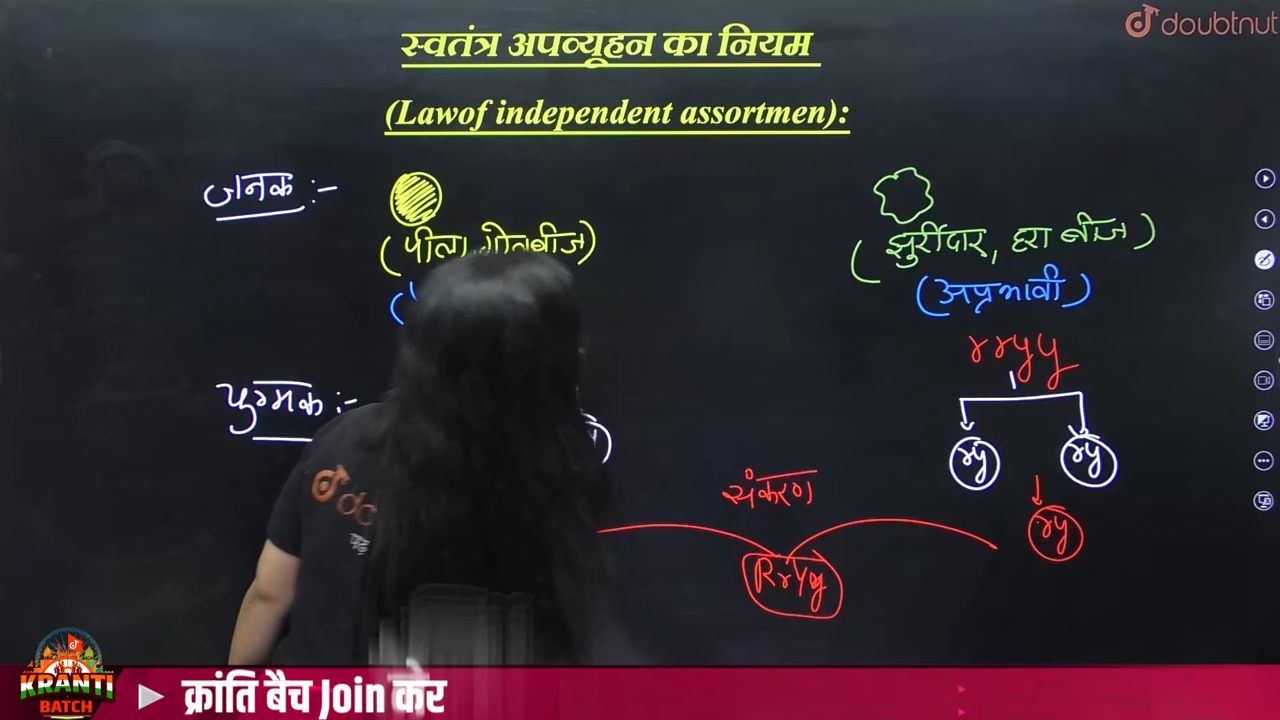 doubtnut
स्वतंत्र अपव्यूहन का नियम
(Lawof independent assortmen):
जनक :-
(पीला, गोलबीज) (झुर्रीदार, हरा बीज)
( (अप्रभावी)
rryy
युग्मक :-
ry ry
संकरण
ry
RrYy
KRANTI
BATCH
क्रांति बैच Join कर